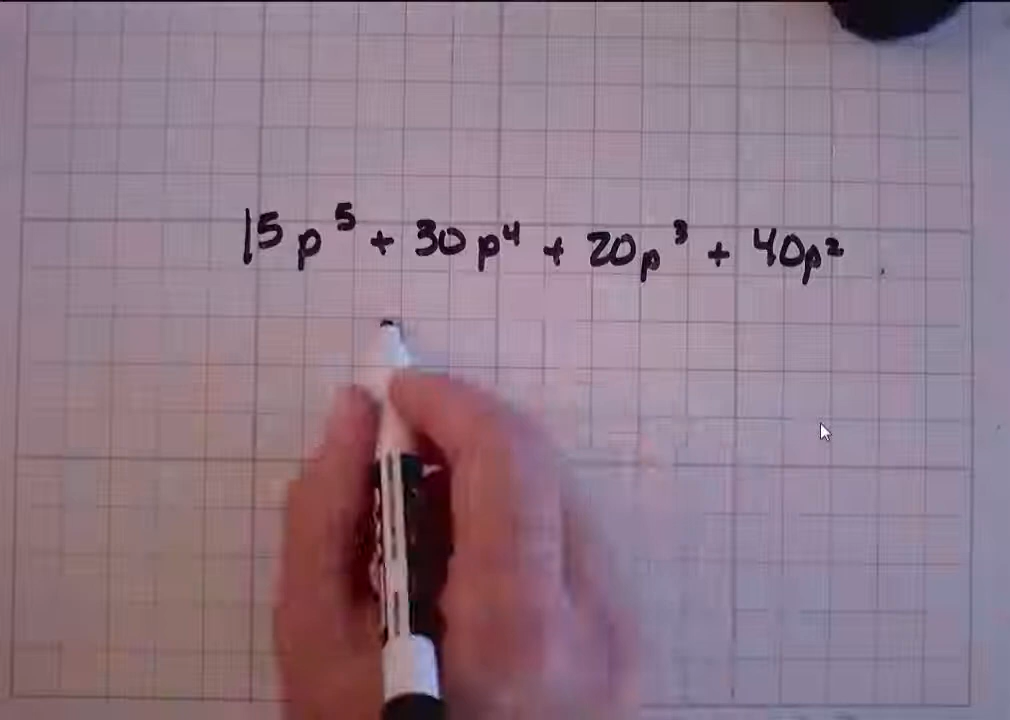 15p⁵ + 30p⁴ + 20p³ + 40p²